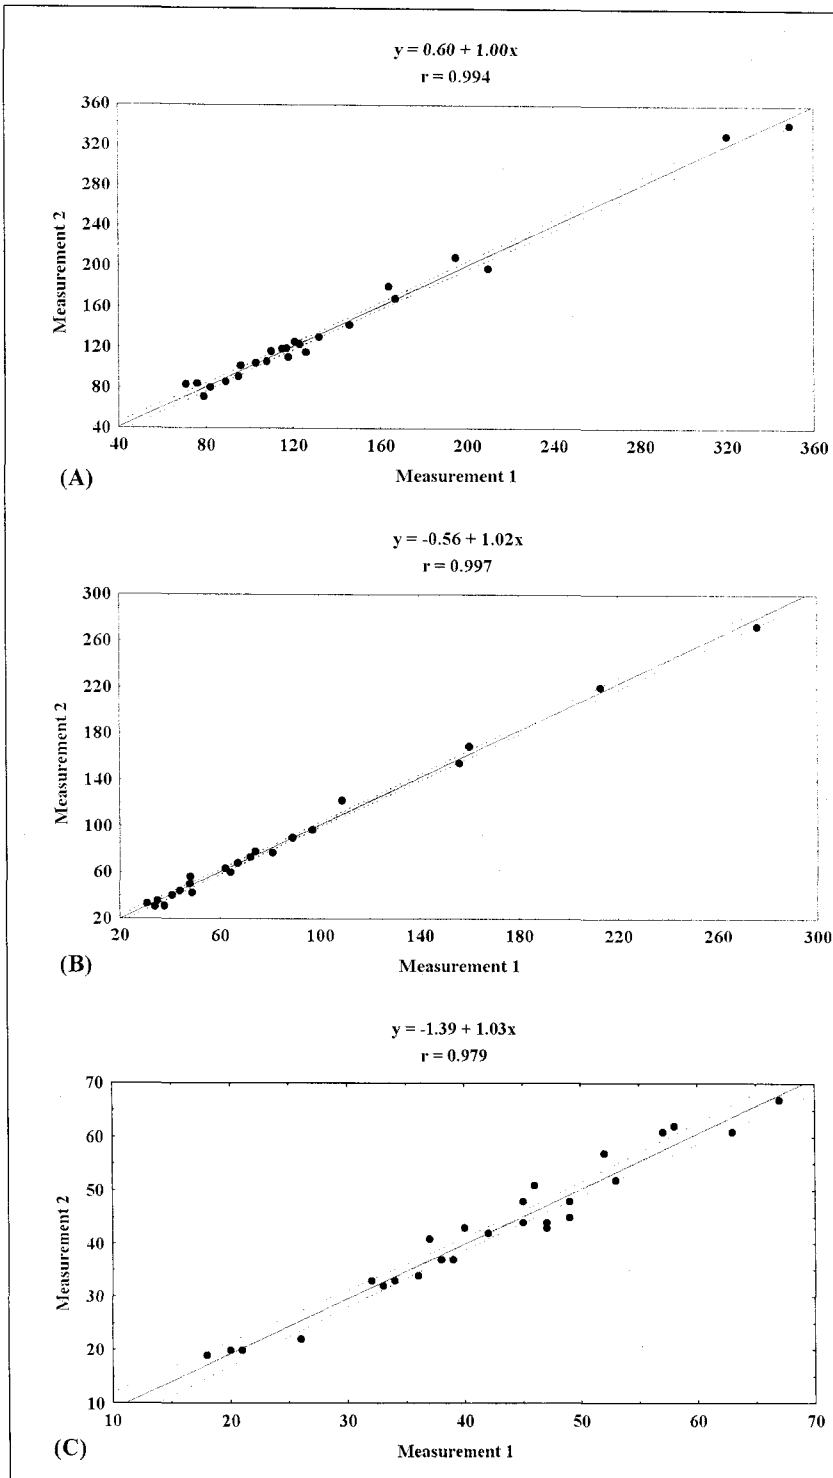 y = 0.60 + 1.00x
r = 0.994
360
320
280
240
200
160
120
80
40
Measurement 2
40 80 120 160 200 240 280 320 360
(A)
Measurement 1
y = -0.56 + 1.02x
r = 0.997
300
260
220
180
140
100
60
20
Measurement 2
20 60 100 140 180 220 260 300
(B)
Measurement 1
y = -1.39 + 1.03x
r = 0.979
70
60
50
40
30
20
10
Measurement 2
10 20 30 40 50 60 70
(C)
Measurement 1